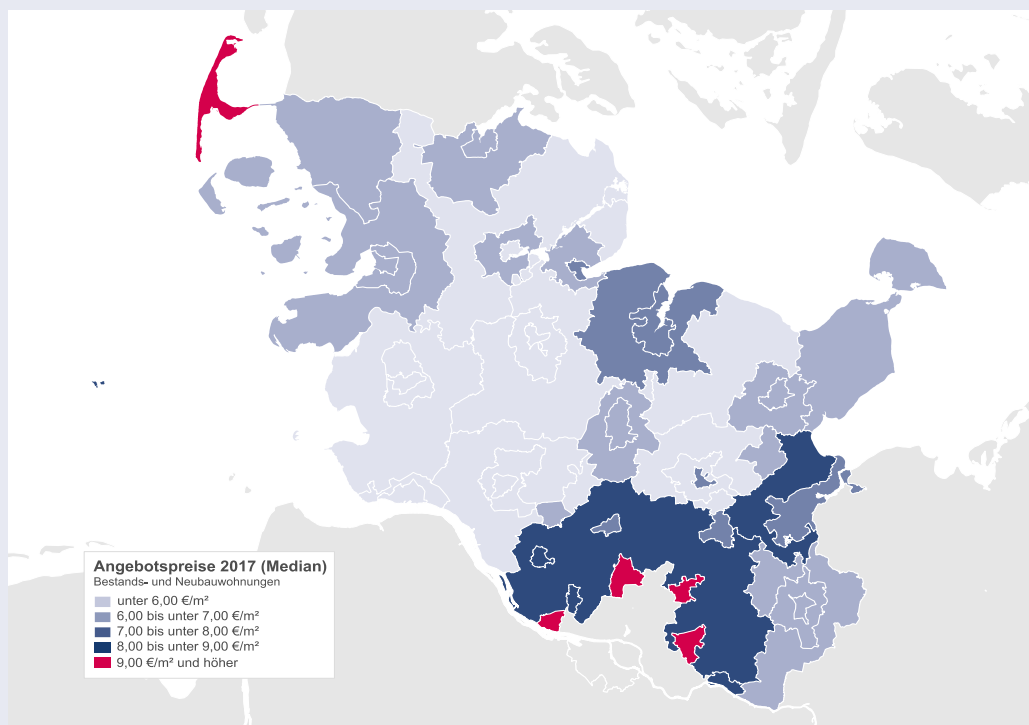 Angebotspreise 2017 (Median)
Bestands- und Neubauwohnungen
unter 6,00 €/m²
6,00 bis unter 7,00 €/m²
7,00 bis unter 8,00 €/m²
8,00 bis unter 9,00 €/m²
9,00 €/m² und höher